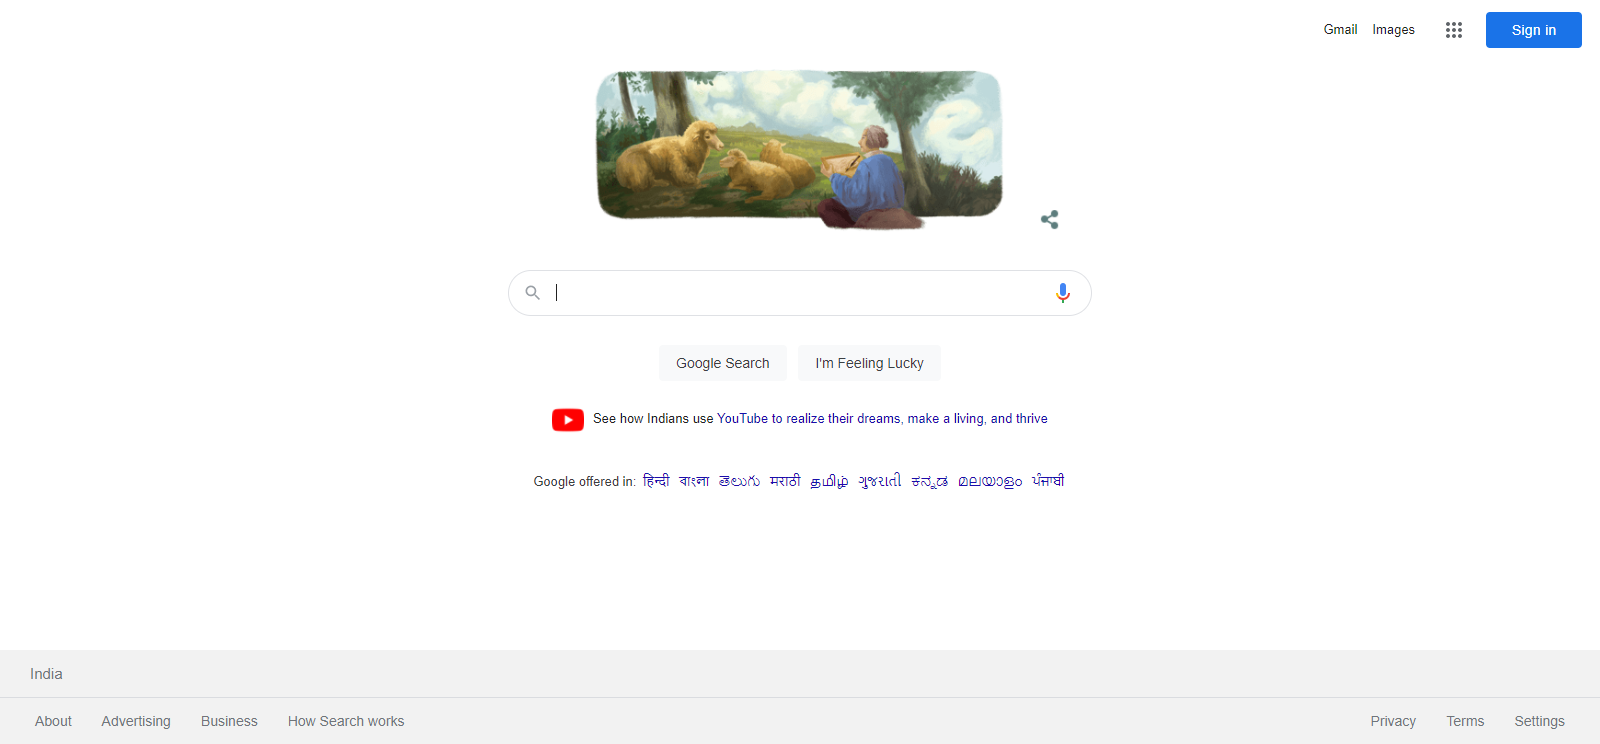 Gmail Images Sign in
Google Search I'm Feeling Lucky
See how Indians use YouTube to realize their dreams, make a living, and thrive
Google offered in: हिन्दी বাংলা తెలుగు मराठी தமிழ் ગુજરાતી ಕನ್ನಡ മലയാളം ਪੰਜਾਬੀ
India
About Advertising Business How Search works Privacy Terms Settings